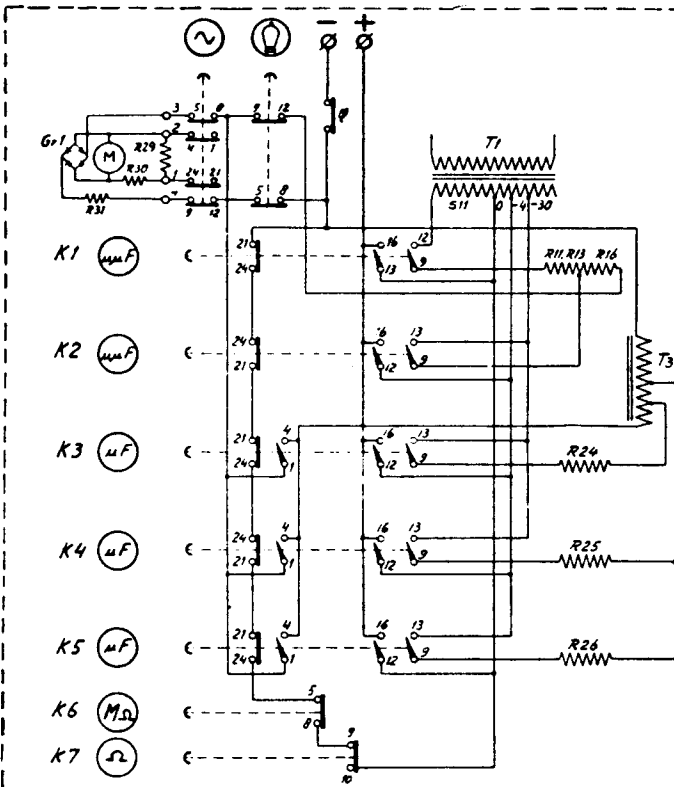 ~
- +
3 5 8 9 12
Gr1 2 4 1
M R29
R30 1 24 21
R31 9 12 5 8
T1
S11 0 -4 -30
K1 μμF 21 24 16 13 12 9 R11 R13 R16
K2 μμF 24 21 16 12 13 9
T3
K3 μF 21 24 4 1 16 12 13 9 R24
K4 μF 24 21 4 1 16 12 13 9 R25
K5 μF 21 24 4 1 16 12 13 9 R26
K6 MΩ 5 8
K7 Ω 9 10